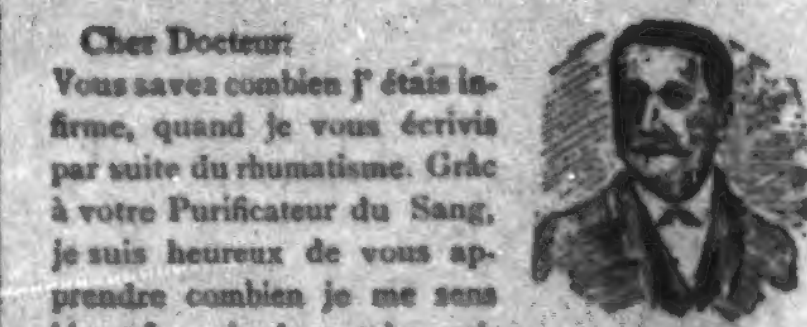 Cher Docteur:
Vous savez combien j' étais in-
firme, quand je vous écrivis
par suite du rhumatisme. Grâc
à votre Purificateur du Sang,
je suis heureux de vous ap-
prendre combien je me sens